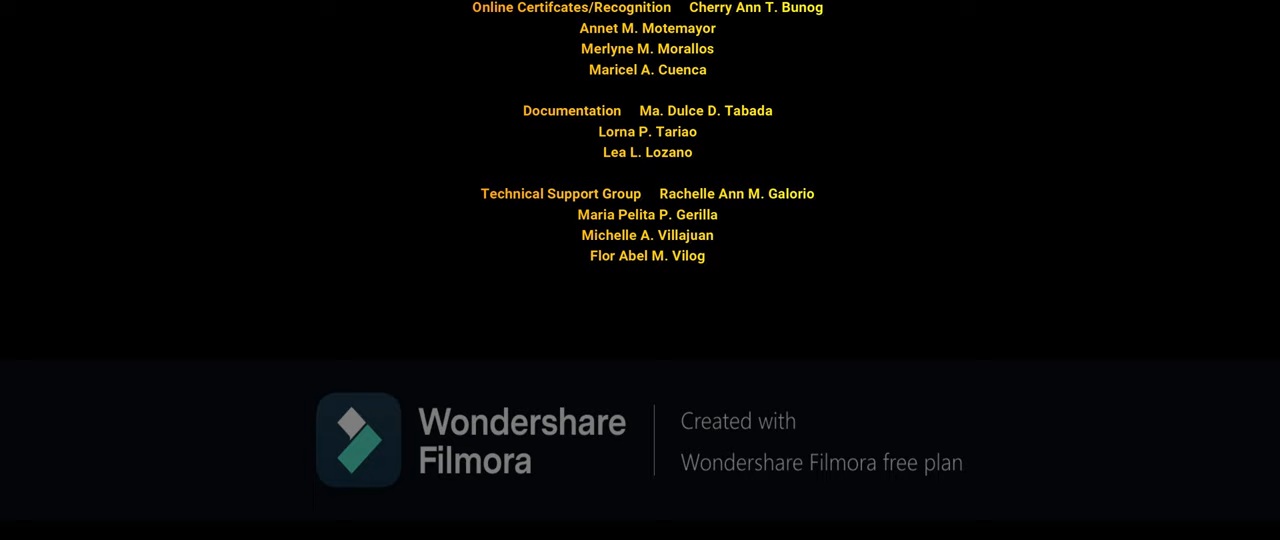 Online Certifcates/Recognition Cherry Ann T. Bunog
Annet M. Motemayor
Merlyne M. Morallos
Maricel A. Cuenca
Documentation Ma. Dulce D. Tabada
Lorna P. Tariao
Lea L. Lozano
Technical Support Group Rachelle Ann M. Galorio
Maria Pelita P. Gerilla
Michelle A. Villajuan
Flor Abel M. Vilog
Wondershare
Filmora
Created with
Wondershare Filmora free plan